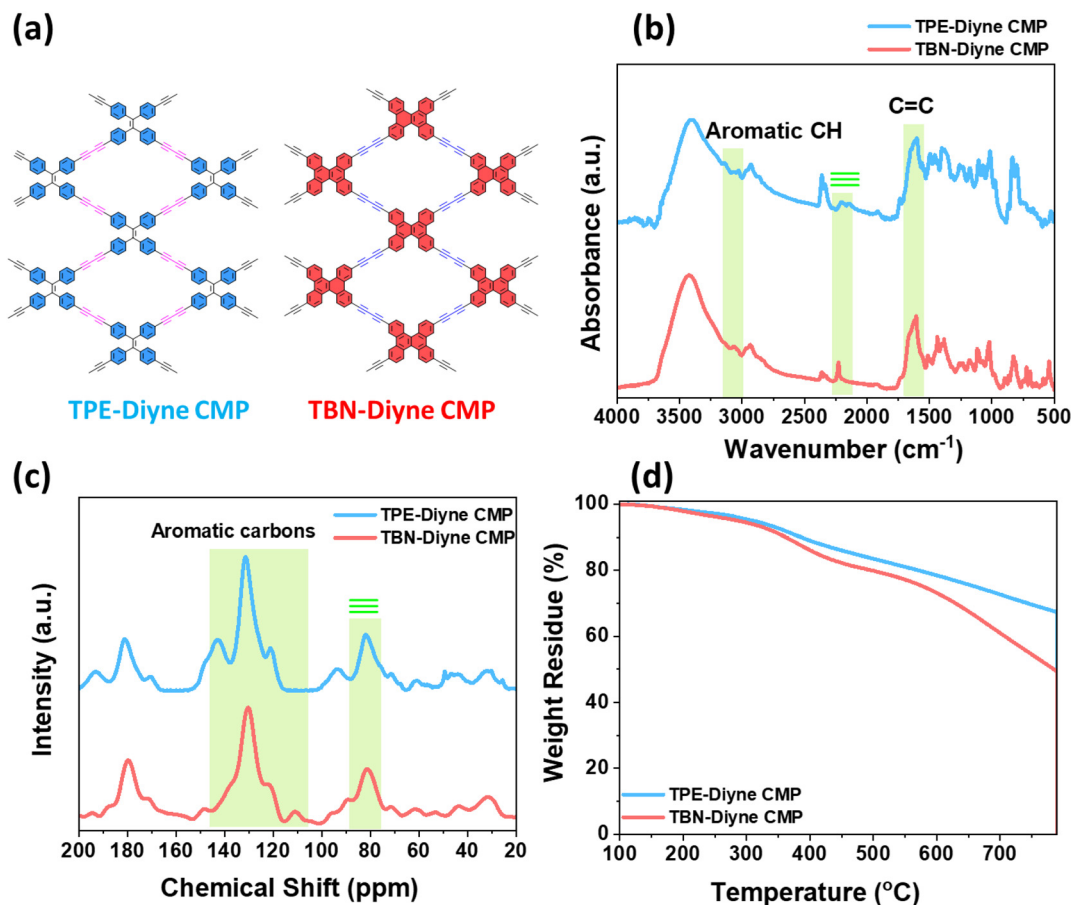 (a)
TPE-Diyne CMP
TBN-Diyne CMP
(b)
TPE-Diyne CMP
TBN-Diyne CMP
Aromatic CH
C=C
Absorbance (a.u.)
4000 3500 3000 2500 2000 1500 1000 500
Wavenumber (cm⁻¹)
(c)
TPE-Diyne CMP
TBN-Diyne CMP
Aromatic carbons
Intensity (a.u.)
200 180 160 140 120 100 80 60 40 20
Chemical Shift (ppm)
(d)
100
80
60
40
20
0
Weight Residue (%)
TPE-Diyne CMP
TBN-Diyne CMP
100 200 300 400 500 600 700
Temperature (°C)